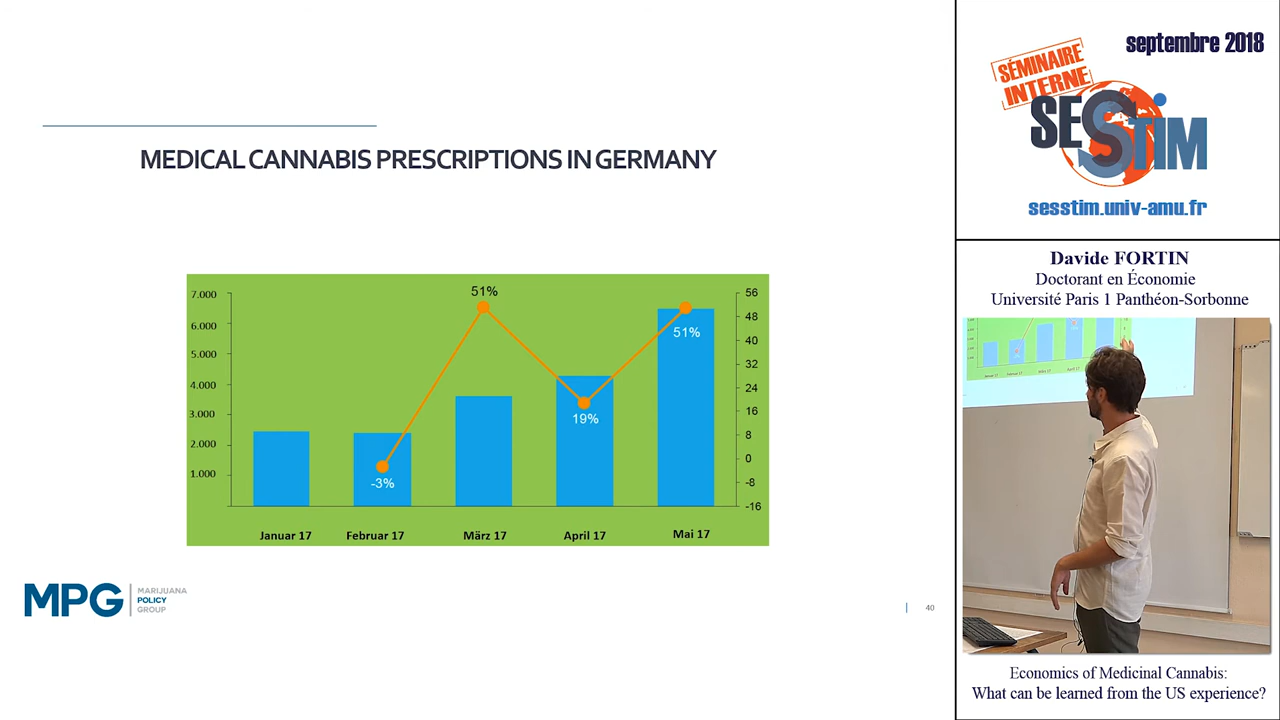 MEDICAL CANNABIS PRESCRIPTIONS IN GERMANY
7.000
6.000
5.000
4.000
3.000
2.000
1.000
51%
-3%
19%
51%
56
48
40
32
24
16
8
0
-8
-16
Januar 17
Februar 17
März 17
April 17
Mai 17
MPG
MARIJUANA
POLICY
GROUP
40
septembre 2018
SÉMINAIRE
INTERNE
SESSTIM
sesstim.univ-amu.fr
Davide FORTIN
Doctorant en Économie
Université Paris 1 Panthéon-Sorbonne
Economics of Medicinal Cannabis:
What can be learned from the US experience?